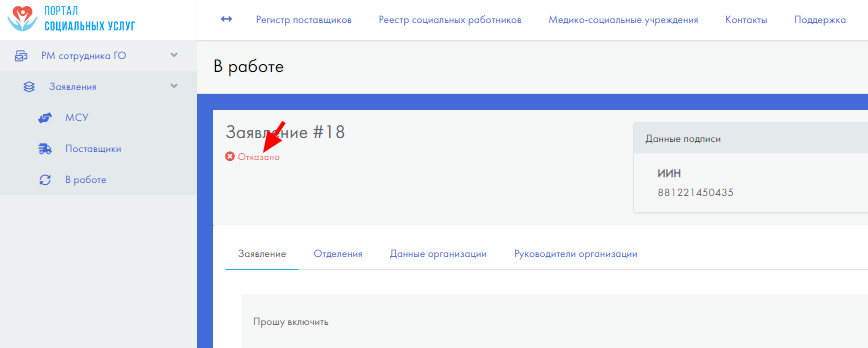 ПОРТАЛ
СОЦИАЛЬНЫХ УСЛУГ
Регистр поставщиков
Реестр социальных работников
Медико-социальные учреждения
Контакты
Поддержка
РМ сотрудника ГО
Заявления
МСУ
Поставщики
В работе
В работе
Заявление #18
Отказано
Данные подписи
ИИН
881221450435
Заявление
Отделения
Данные организации
Руководители организации
Прошу включить